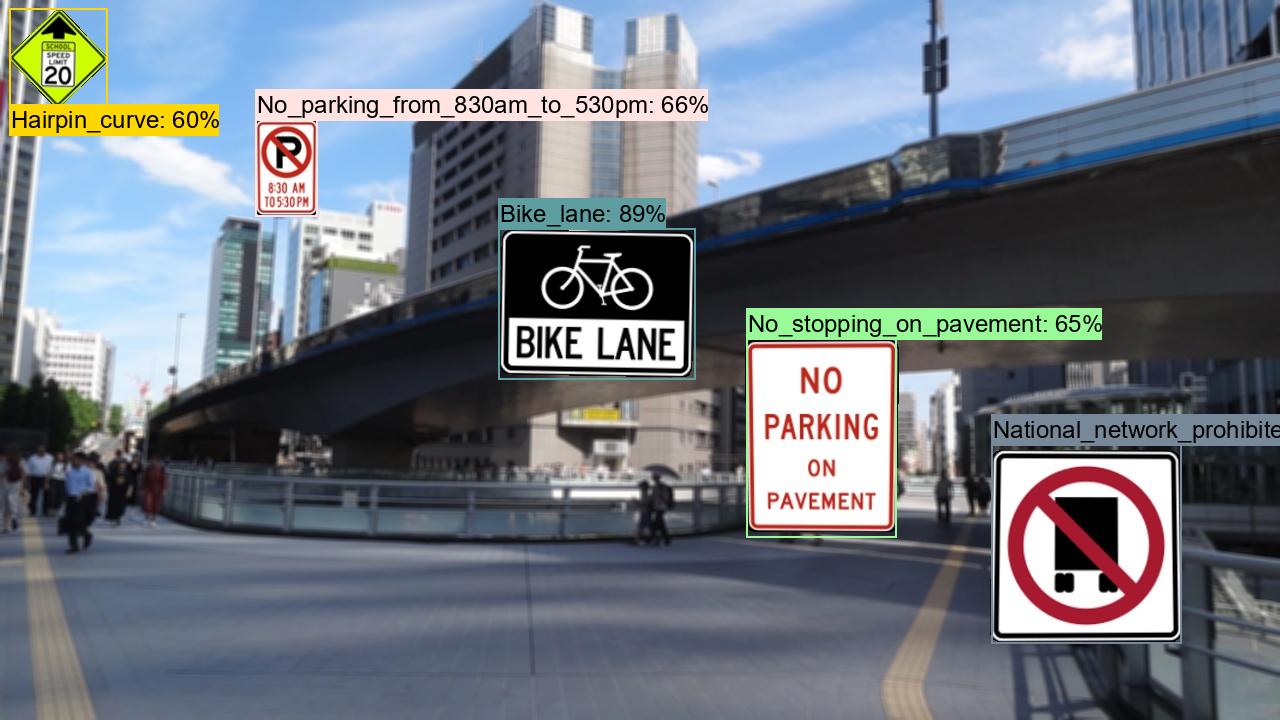 SCHOOL
SPEED
LIMIT
20
Hairpin_curve: 60%
No_parking_from_830am_to_530pm: 66%
P
8:30 AM
TO 5:30 PM
Bike_lane: 89%
BIKE LANE
No_stopping_on_pavement: 65%
NO
PARKING
ON
PAVEMENT
National_network_prohibite